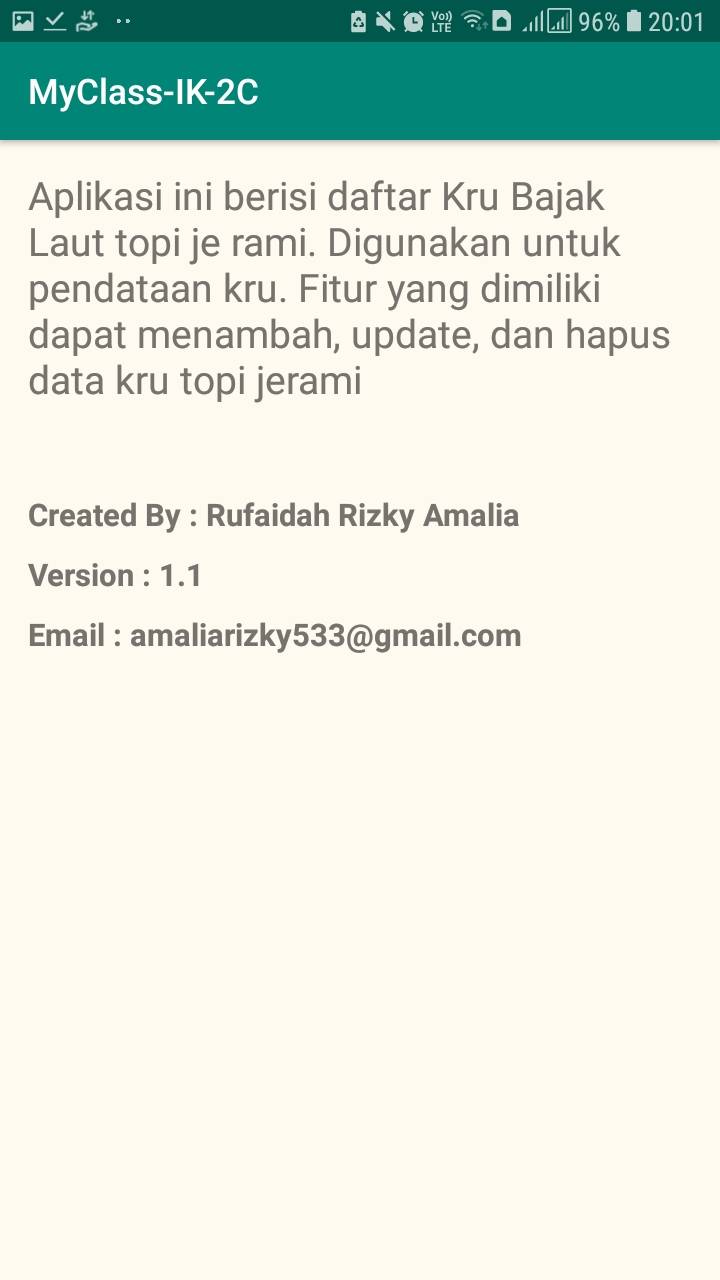 Vo)) LTE 96% 20:01
MyClass-IK-2C
Aplikasi ini berisi daftar Kru Bajak
Laut topi je rami. Digunakan untuk
pendataan kru. Fitur yang dimiliki
dapat menambah, update, dan hapus
data kru topi jerami
Created By : Rufaidah Rizky Amalia
Version : 1.1
Email : amaliarizky533@gmail.com